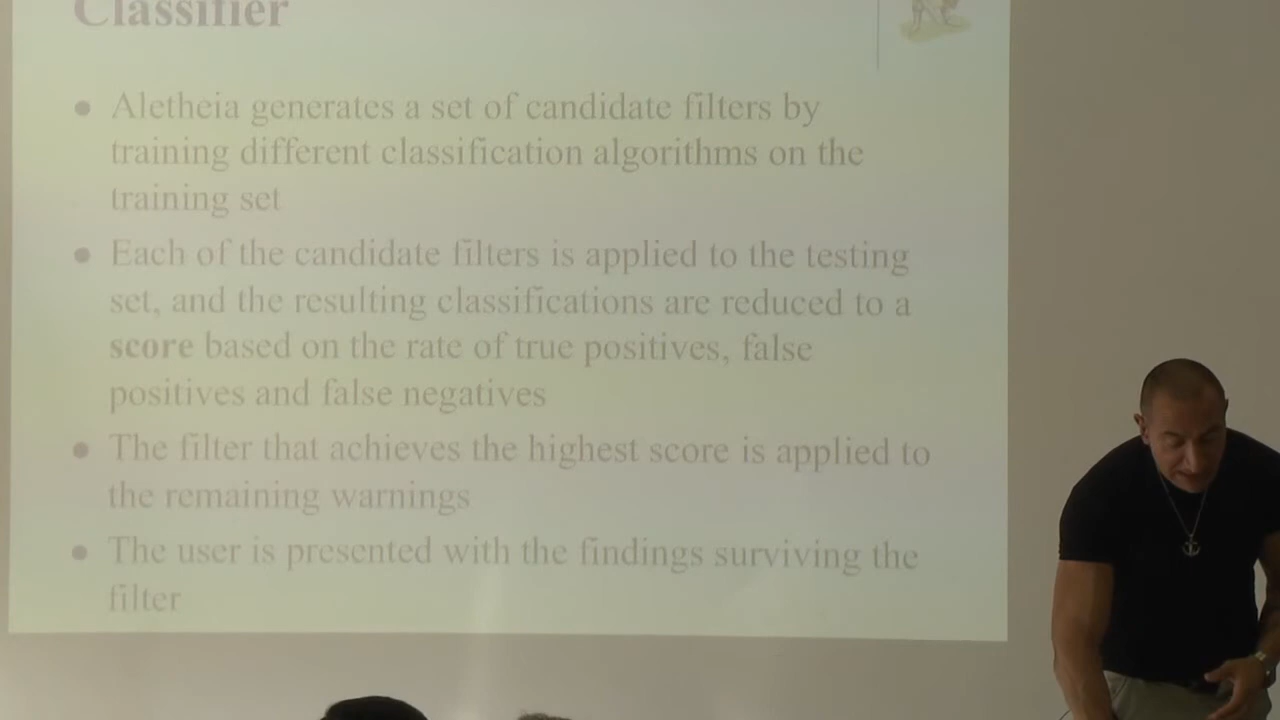 Classifier
● Aletheia generates a set of candidate filters by
training different classification algorithms on the
training set
● Each of the candidate filters is applied to the testing
set, and the resulting classifications are reduced to a
score based on the rate of true positives, false
positives and false negatives
● The filter that achieves the highest score is applied to
the remaining warnings
● The user is presented with the findings surviving the
filter